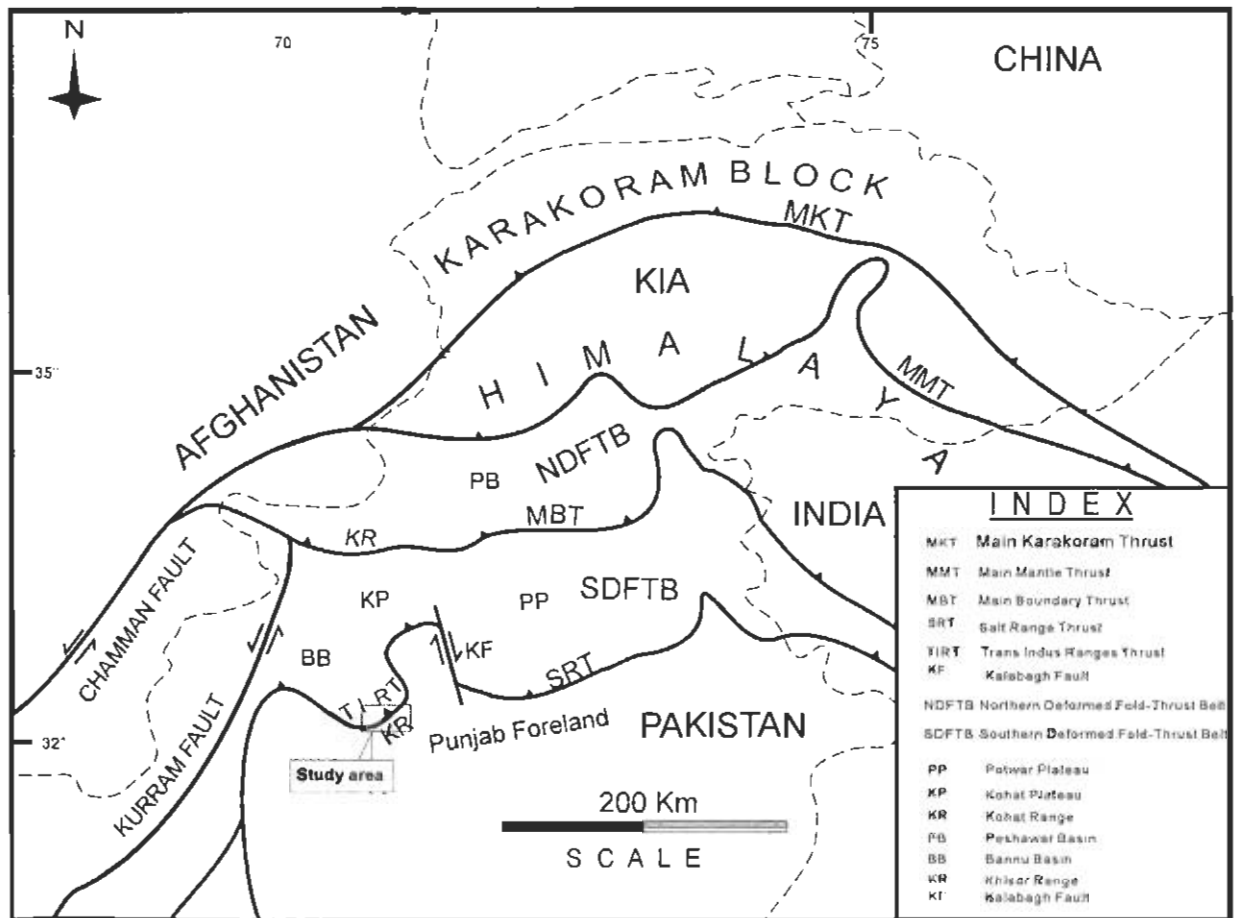 N
70
75
CHINA
KARAKORAM BLOCK
MKT
KIA
HIMALAYA
35°
AFGHANISTAN
MMT
NDFTB
PB
MBT
KR
INDIA
CHAMMAN FAULT
KP
PP
SDFTB
BB
KF
SRT
TIRT
KR
Punjab Foreland
PAKISTAN
32°
Study area
KURRAM FAULT
200 Km
SCALE
INDEX
MKT Main Karakoram Thrust
MMT Main Mantle Thrust
MBT Main Boundary Thrust
SRT Salt Range Thrust
TIRT Trans Indus Ranges Thrust
KF Kalabagh Fault
NDFTB Northern Deformed Fold-Thrust Belt
SDFTB Southern Deformed Fold-Thrust Belt
PP Potwar Plateau
KP Kohat Plateau
KR Kohat Range
PB Peshawar Basin
BB Bannu Basin
KR Khisor Range
KF Kalabagh Fault